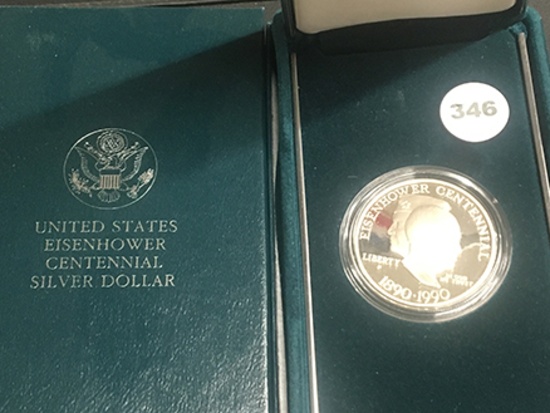 UNITED STATES
EISENHOWER
CENTENNIAL
SILVER DOLLAR
346
EISENHOWER CENTENNIAL
LIBERTY
P
1890·1990